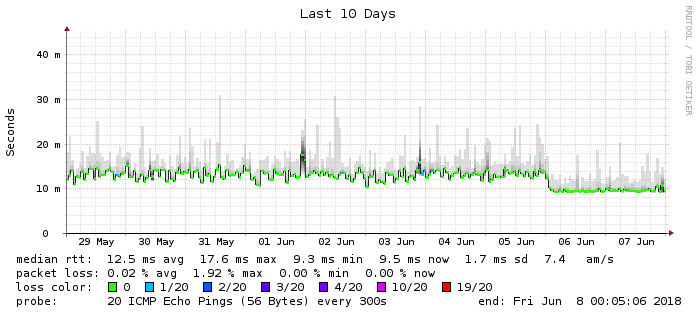 Last 10 Days
RRDTOOL / TOBI OETIKER
Seconds
40 m
30 m
20 m
10 m
0
29 May 30 May 31 May 01 Jun 02 Jun 03 Jun 04 Jun 05 Jun 06 Jun 07 Jun
median rtt: 12.5 ms avg 17.6 ms max 9.3 ms min 9.5 ms now 1.7 ms sd 7.4 am/s
packet loss: 0.02 % avg 1.92 % max 0.00 % min 0.00 % now
loss color: 0 1/20 2/20 3/20 4/20 10/20 19/20
probe: 20 ICMP Echo Pings (56 Bytes) every 300s end: Fri Jun 8 00:05:06 2018